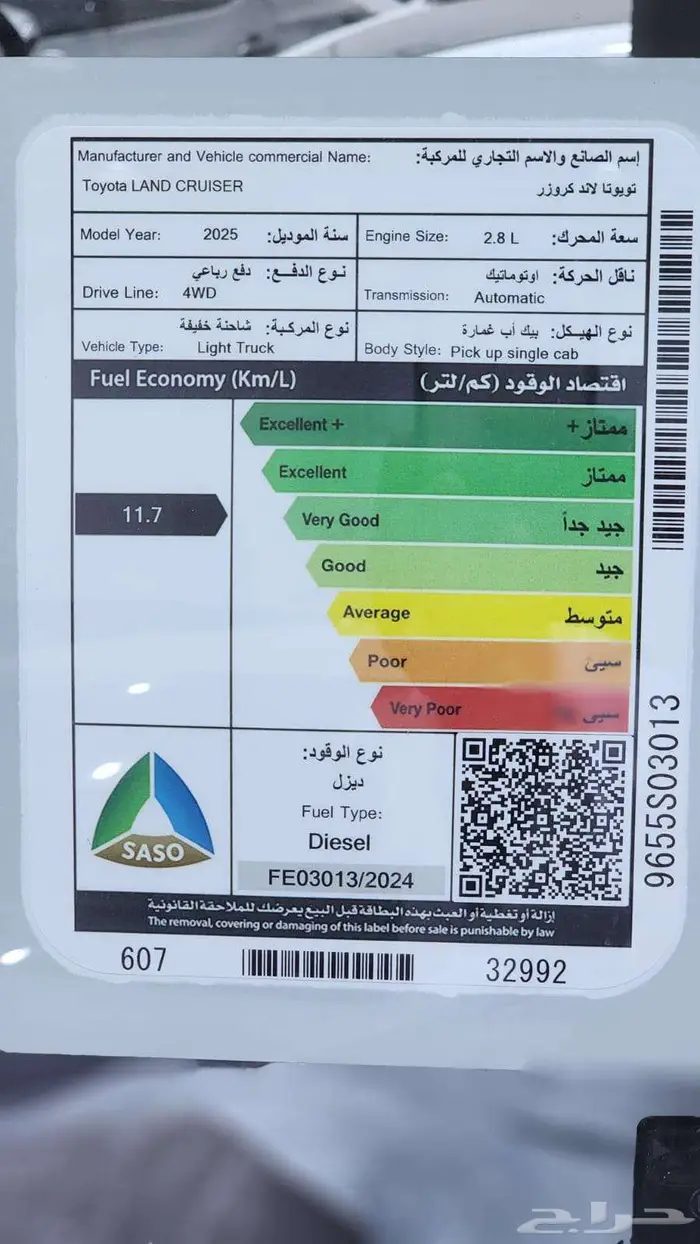 Manufacturer and Vehicle commercial Name: إسم الصانع والاسم التجاري للمركبة:
Toyota LAND CRUISER تويوتا لاند كروزر
Model Year: 2025 سنة الموديل: Engine Size: 2.8 L سعة المحرك:
نوع الدفع: دفع رباعي
Drive Line: 4WD
ناقل الحركة: اوتوماتيك
Transmission: Automatic
نوع المركبة: شاحنة خفيفة
Vehicle Type: Light Truck
نوع الهيكل: بيك أب غمارة
Body Style: Pick up single cab
Fuel Economy (Km/L) اقتصاد الوقود (كم/لتر)
Excellent + ممتاز+
Excellent ممتاز
11.7
Very Good جيد جداً
Good جيد
Average متوسط
Poor سيئ
Very Poor سيئ
SASO
نوع الوقود:
ديزل
Fuel Type:
Diesel
FE03013/2024
إزالة أو تغطية أو العبث بهذه البطاقة قبل البيع يعرضك للملاحقة القانونية
The removal, covering or damaging of this label before sale is punishable by law
607 32992
9655S03013
حراج